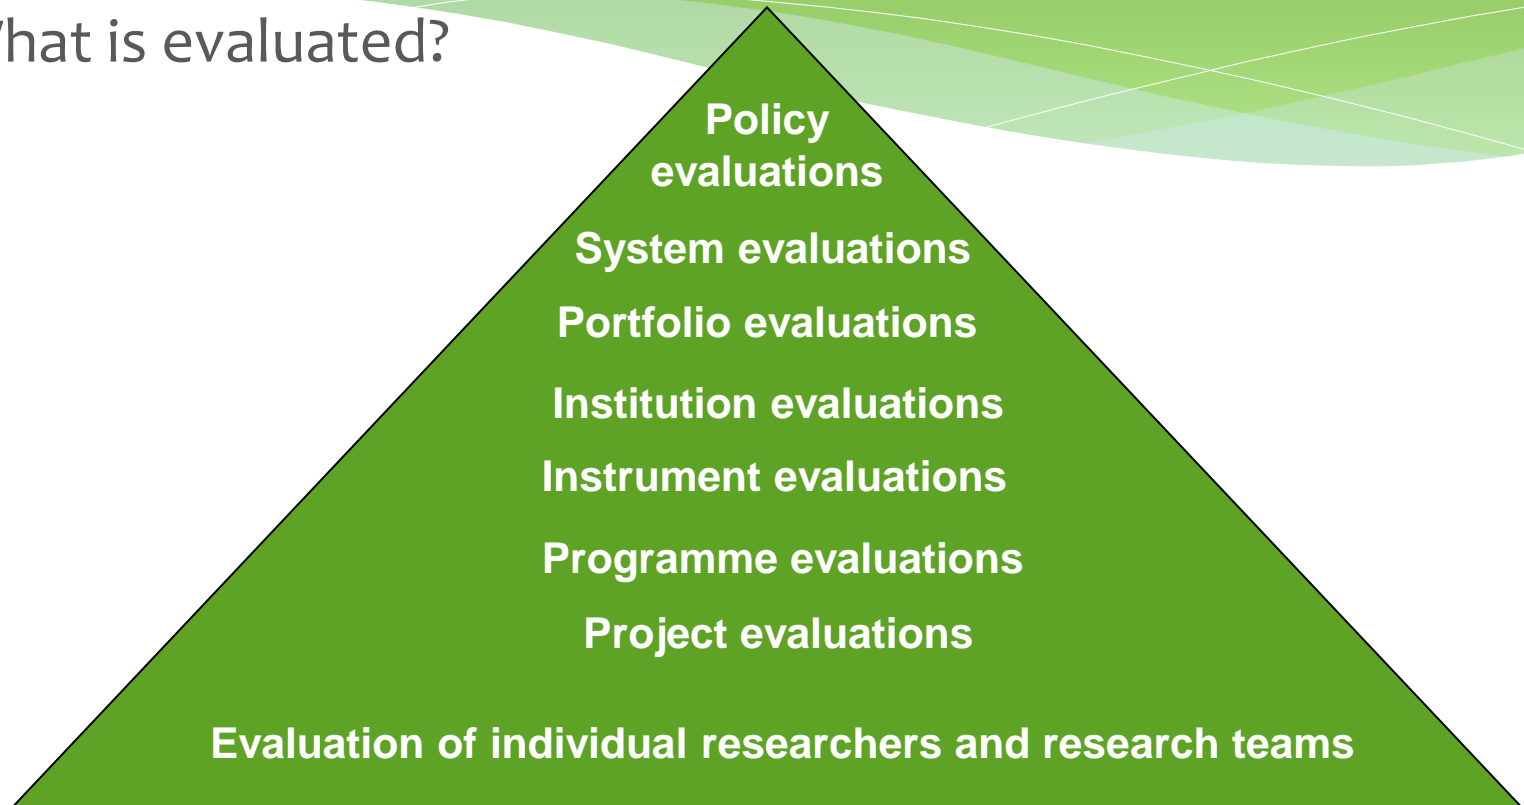 hat is evaluated?
Policy
evaluations
System evaluations
Portfolio evaluations
Institution evaluations
Instrument evaluations
Programme evaluations
Project evaluations
Evaluation of individual researchers and research teams